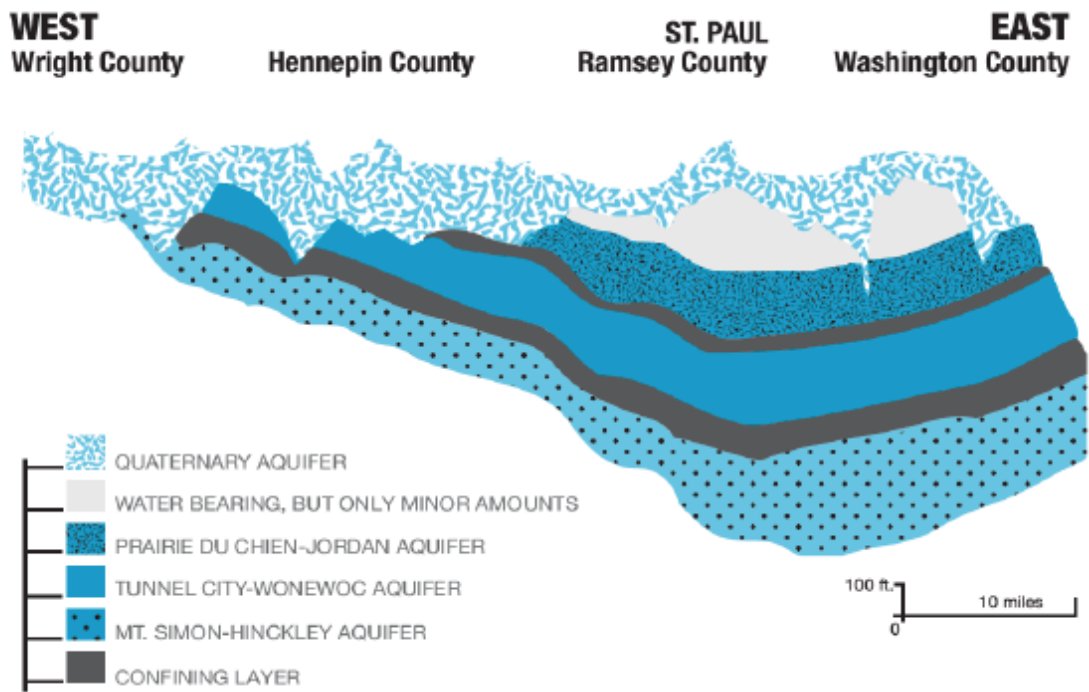 WEST
Wright County
Hennepin County
ST. PAUL
Ramsey County
EAST
Washington County
QUATERNARY AQUIFER
WATER BEARING, BUT ONLY MINOR AMOUNTS
PRAIRIE DU CHIEN-JORDAN AQUIFER
TUNNEL CITY-WONEWOC AQUIFER
MT. SIMON-HINCKLEY AQUIFER
CONFINING LAYER
100 ft.
10 miles
0